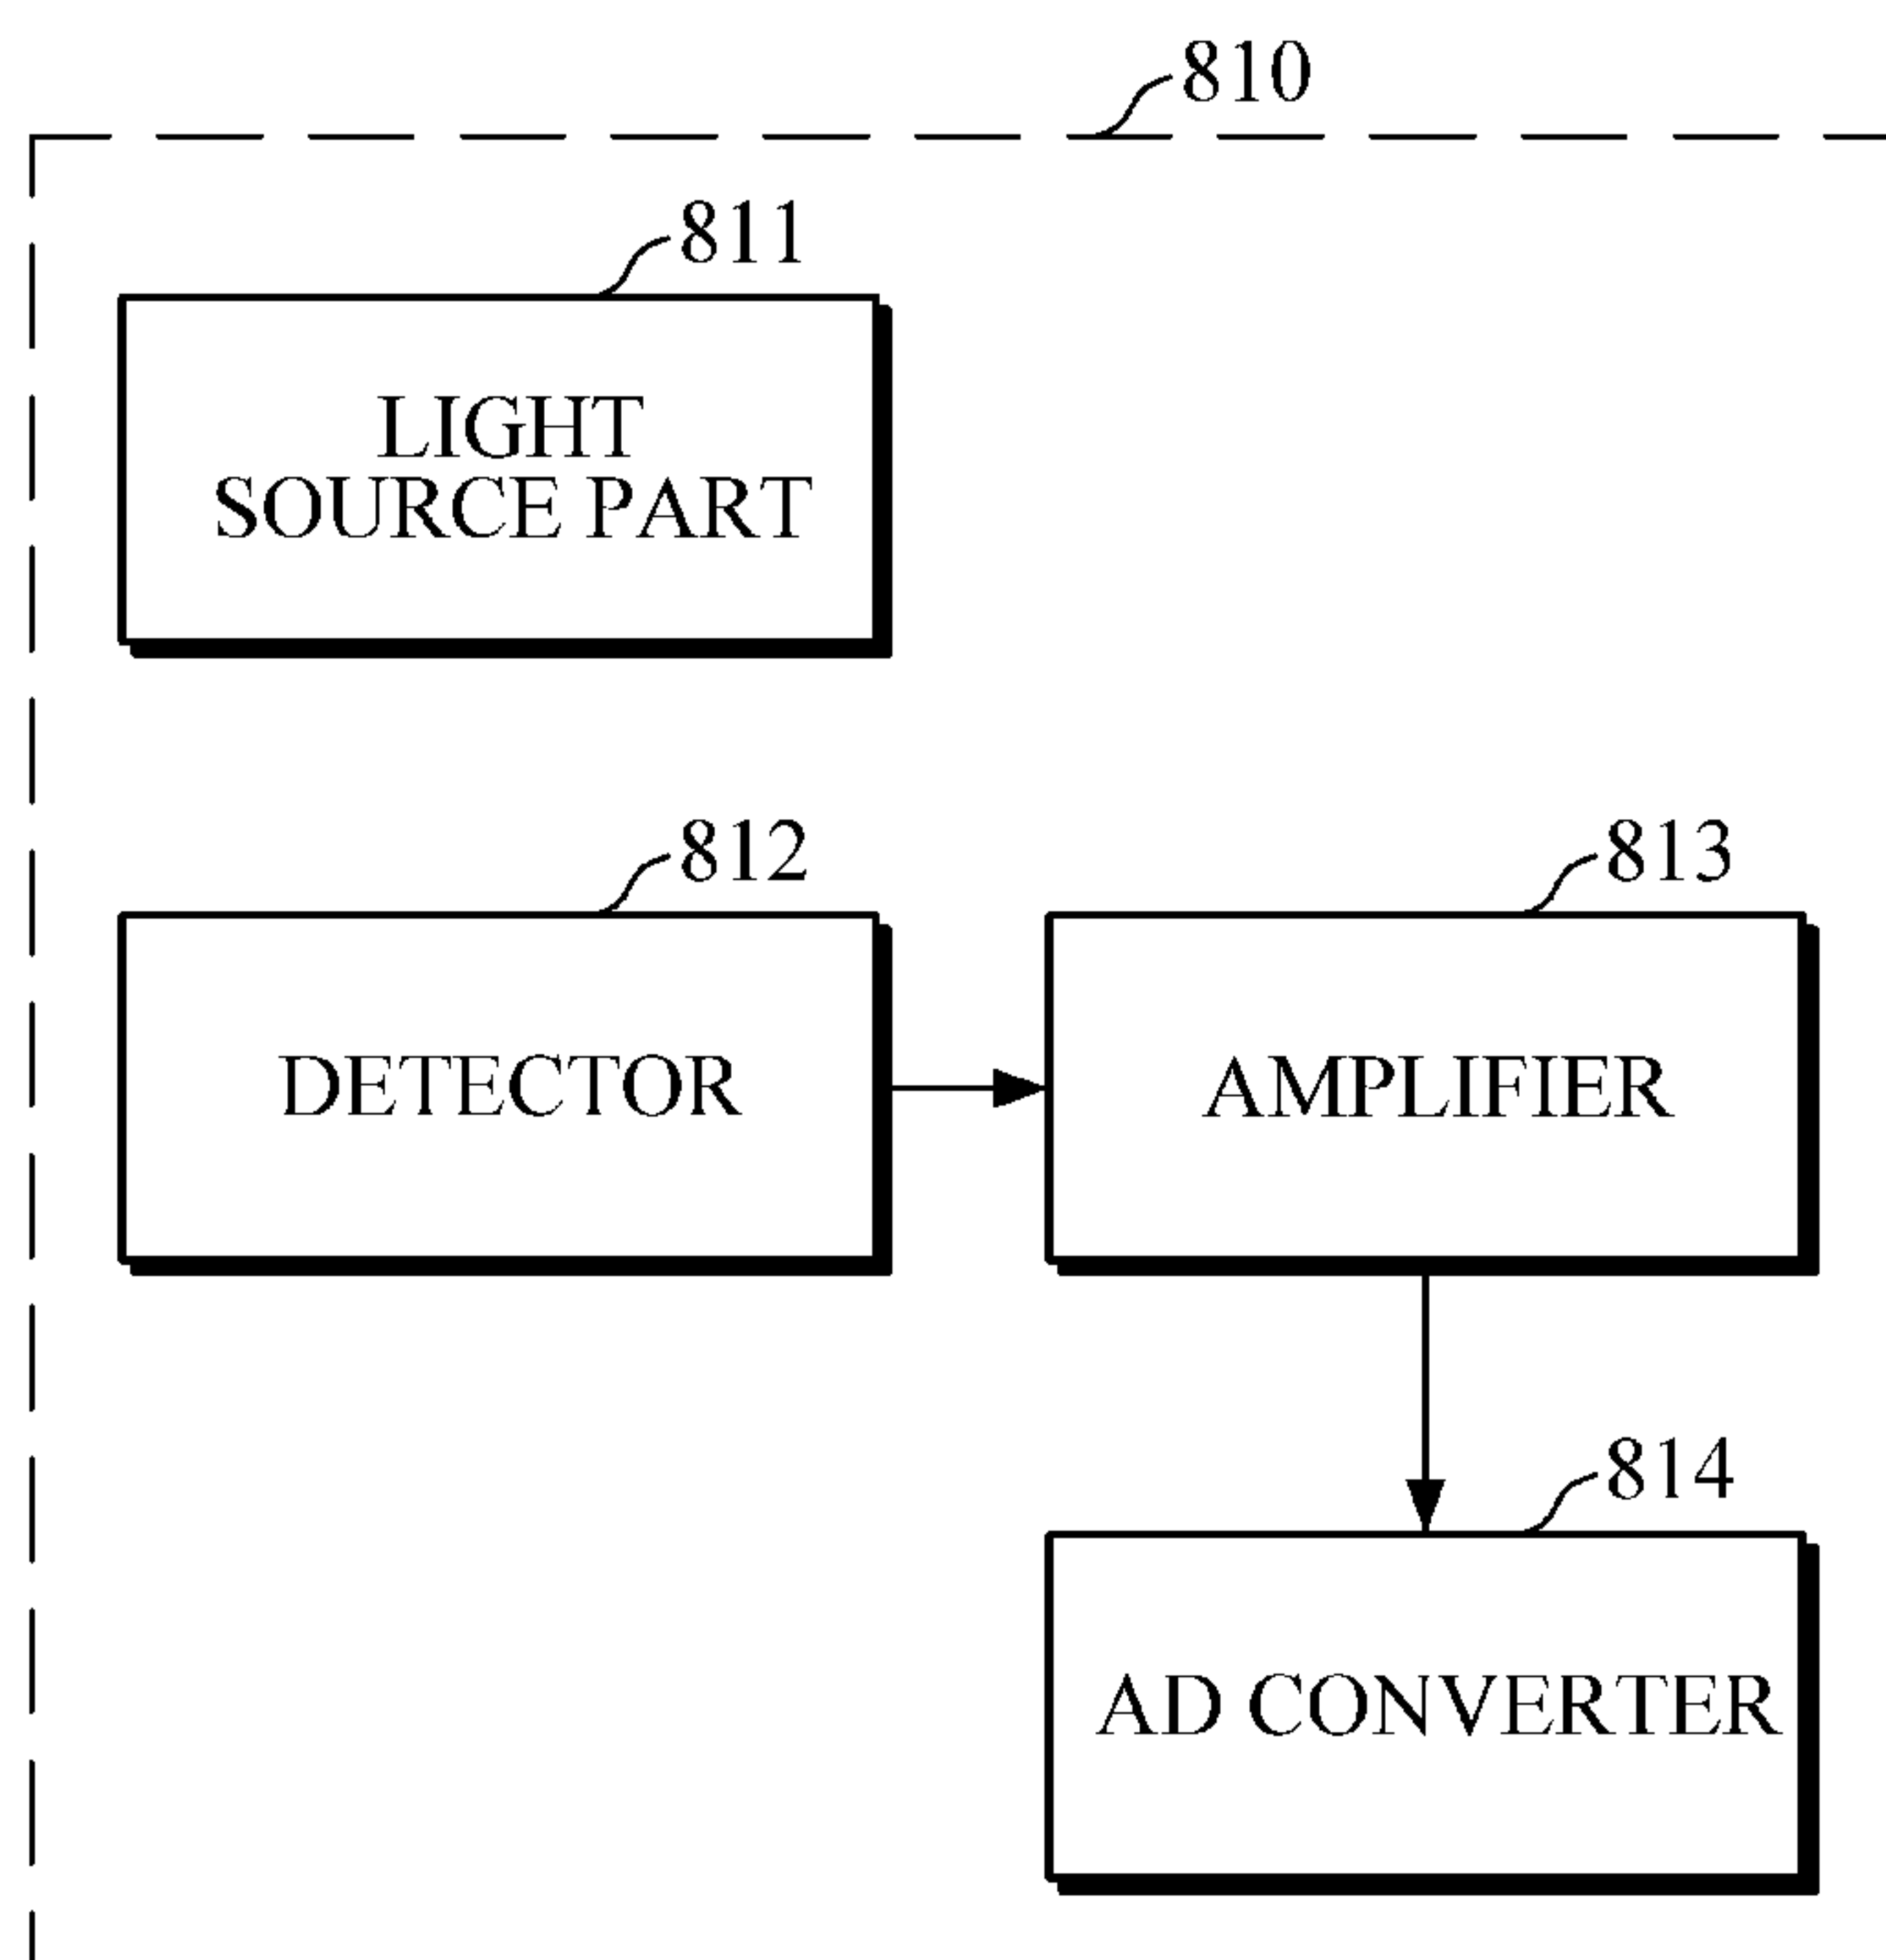 810
811
LIGHT
SOURCE PART
812
813
DETECTOR
AMPLIFIER
814
AD CONVERTER